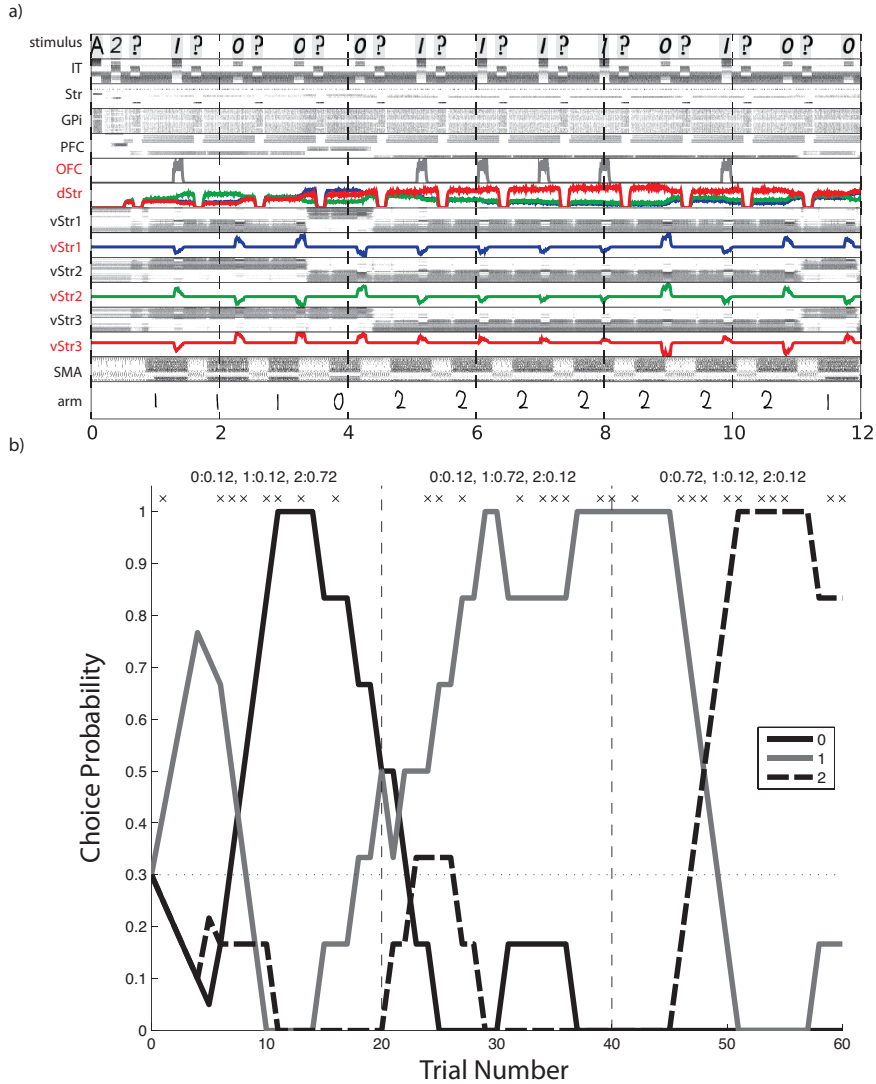 a)
stimulus A 2 ? 1 ? 0 ? 0 ? 0 ? 1 ? 1 ? 1 ? 1 ? 0 ? 1 ? 0 ? 0
IT
Str
GPi
PFC
OFC
dStr
vStr1
vStr1
vStr2
vStr2
vStr3
vStr3
SMA
arm 1 1 1 0 2 2 2 2 2 2 2 1
0 2 4 6 8 10 12
b)
0:0.12, 1:0.12, 2:0.72 0:0.12, 1:0.72, 2:0.12 0:0.72, 1:0.12, 2:0.12
1
0.9
0.8
0.7
0.6
0.5
0.4
0.3
0.2
0.1
0
Choice Probability
0
1
2
0 10 20 30 40 50 60
Trial Number